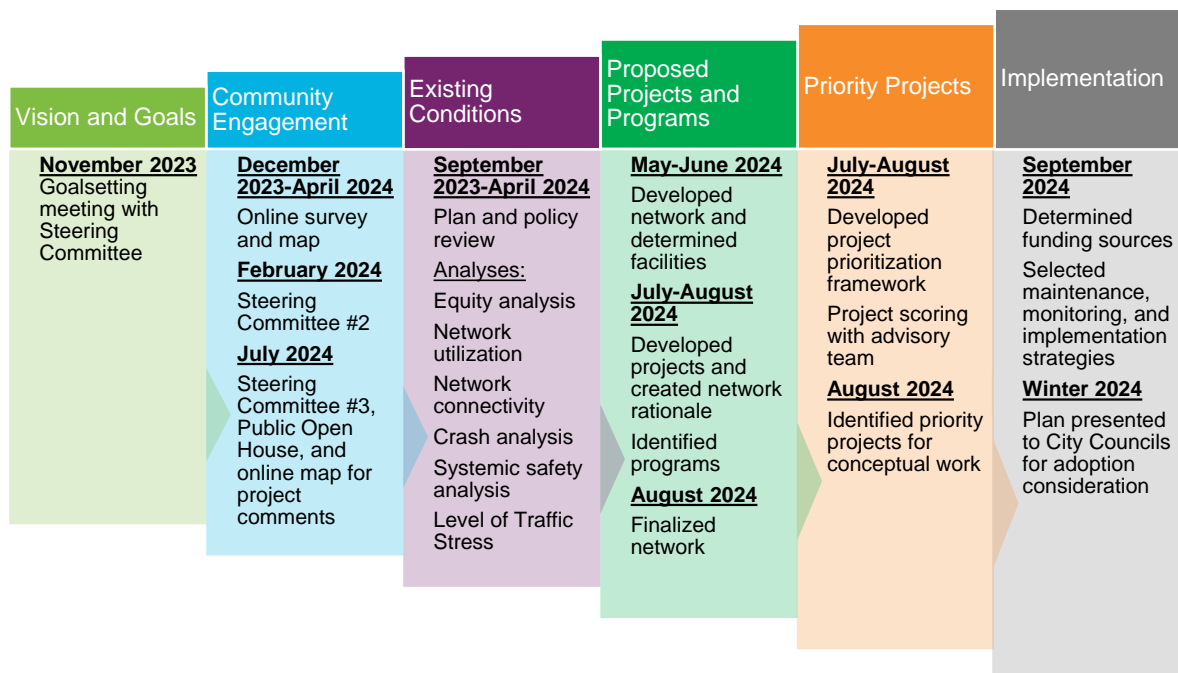 Vision and Goals
November 2023
Goalsetting
meeting with
Steering
Committee
Community
Engagement
December
2023-April 2024
Online survey
and map
February 2024
Steering
Committee #2
July 2024
Steering
Committee #3,
Public Open
House, and
online map for
project
comments
Existing
Conditions
September
2023-April 2024
Plan and policy
review
Analyses:
Equity analysis
Network
utilization
Network
connectivity
Crash analysis
Systemic safety
analysis
Level of Traffic
Stress
Proposed
Projects and
Programs
May-June 2024
Developed
network and
determined
facilities
July-August
2024
Developed
projects and
created network
rationale
Identified
programs
August 2024
Finalized
network
Priority Projects
July-August
2024
Developed
project
prioritization
framework
Project scoring
with advisory
team
August 2024
Identified priority
projects for
conceptual work
Implementation
September
2024
Determined
funding sources
Selected
maintenance,
monitoring, and
implementation
strategies
Winter 2024
Plan presented
to City Councils
for adoption
consideration